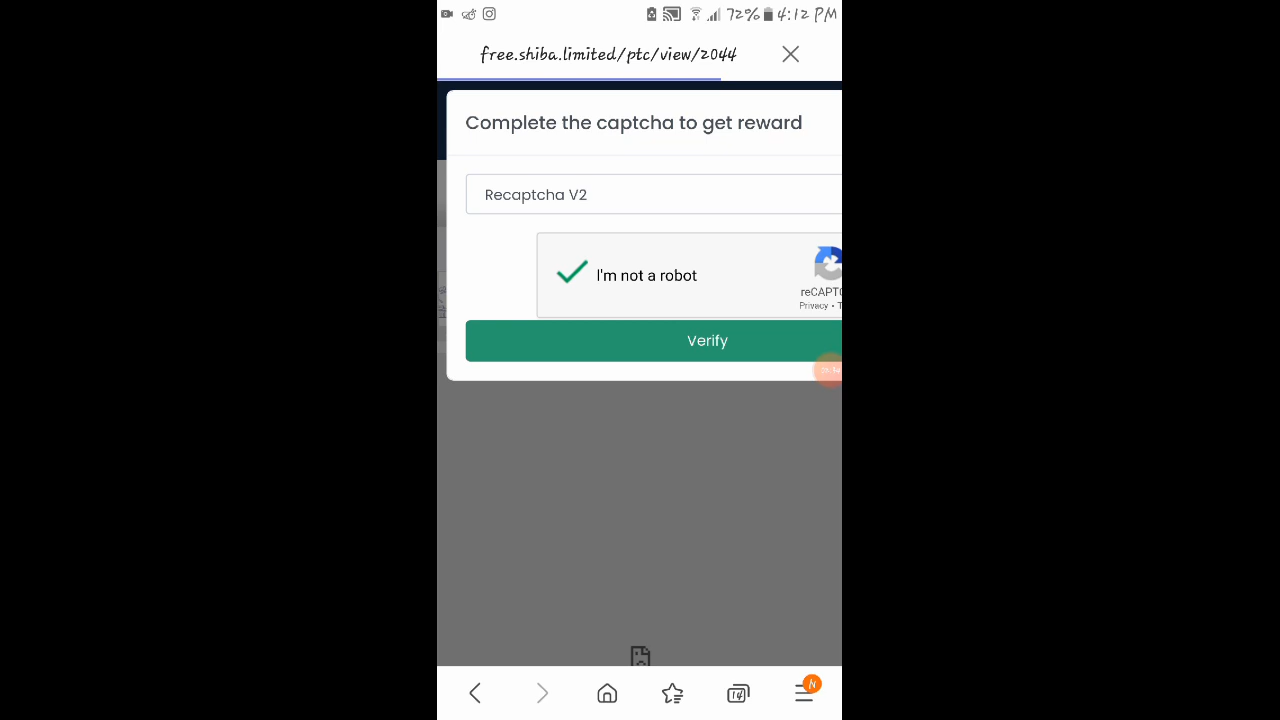 72% 4:12 PM
free.shiba.limited/ptc/view/2044
Complete the captcha to get reward
Recaptcha V2
I'm not a robot
reCAPTC
Privacy • T
Verify
14
N